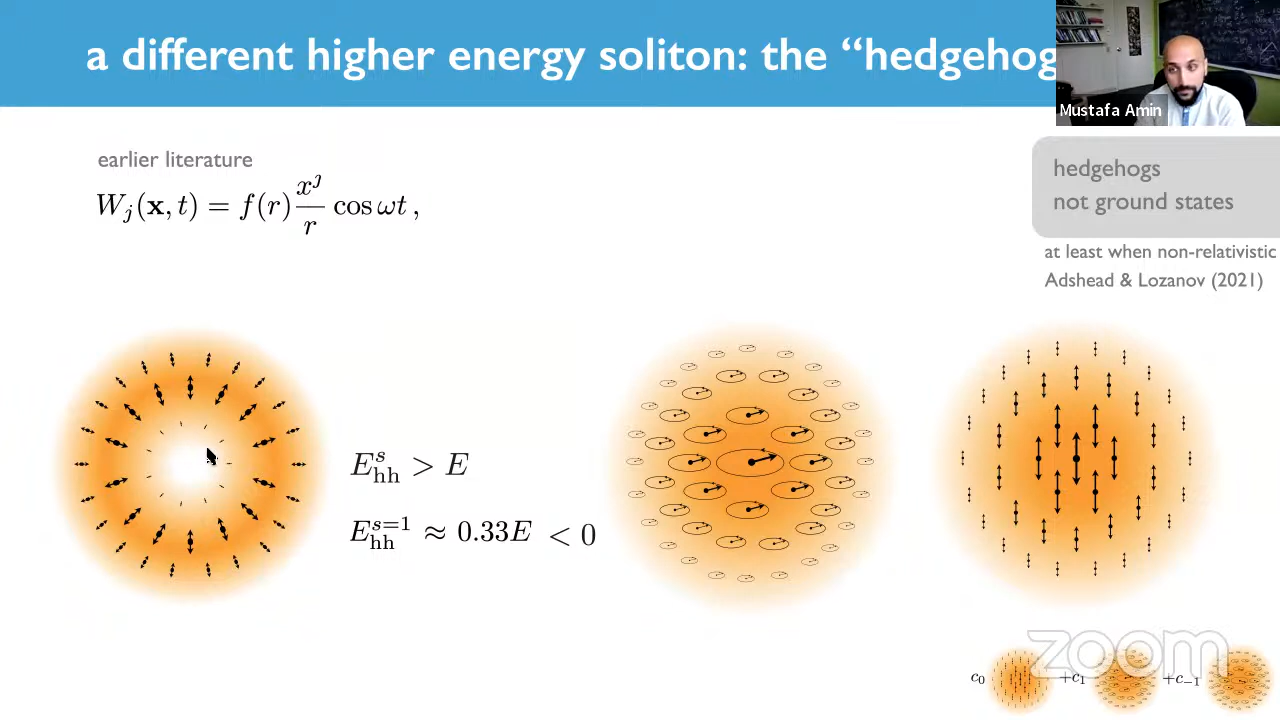 a different higher energy soliton: the “hedgehog
Mustafa Amin
earlier literature
W_j(𝐱, t) = f(r) x^j / r cos ωt ,
hedgehogs
not ground states
at least when non-relativistic
Adshead & Lozanov (2021)
E^s_hh > E
E^{s=1}_hh ≈ 0.33E < 0
zoom
c_0 +c_1 +c_{−1}